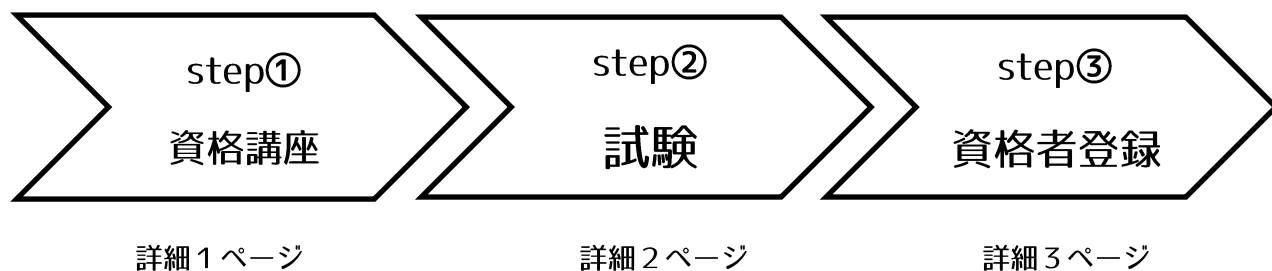 step①
資格講座
step②
試験
step③
資格者登録
詳細１ページ
詳細２ページ
詳細３ページ